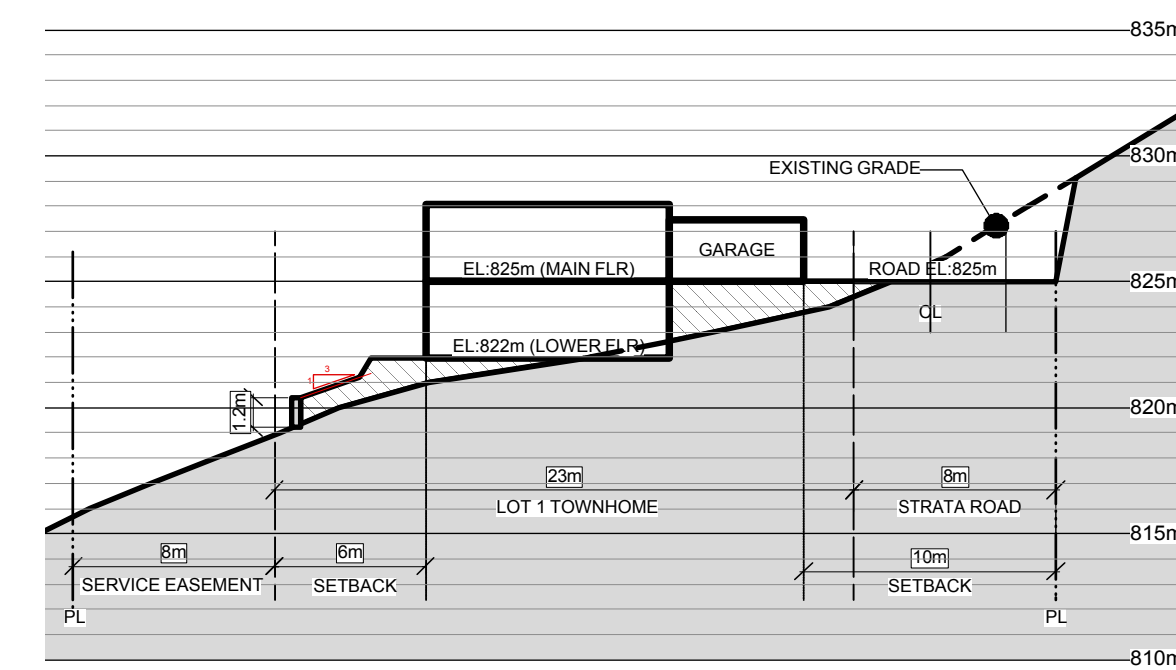 835m
830m
EXISTING GRADE
GARAGE
EL:825m (MAIN FLR)
ROAD EL:825m
825m
CL
EL:822m (LOWER FLR)
3
1
1.2m
820m
23m
8m
LOT 1 TOWNHOME
STRATA ROAD
815m
8m
6m
10m
SERVICE EASEMENT
SETBACK
SETBACK
PL
PL
810m